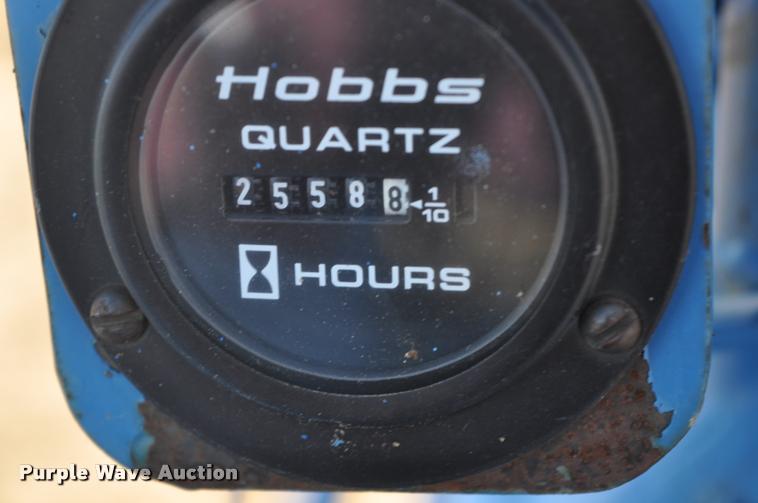 Hobbs
QUARTZ
25588 1/10
HOURS
Purple Wave Auction